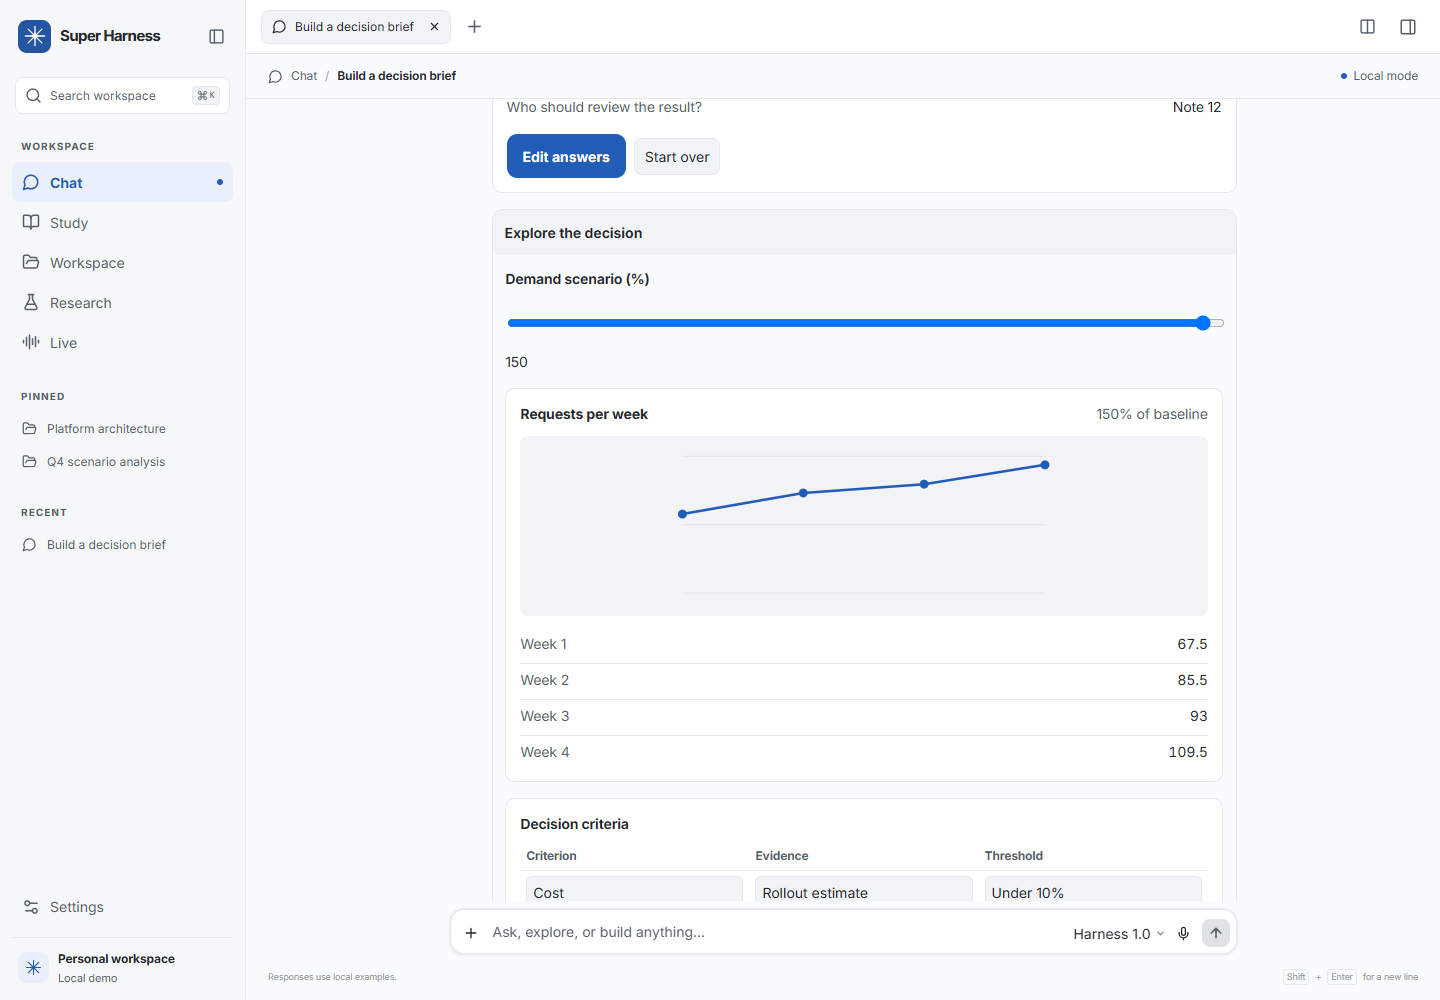 Super Harness
Search workspace
⌘ K
WORKSPACE
Chat
Study
Workspace
Research
Live
PINNED
Platform architecture
Q4 scenario analysis
RECENT
Build a decision brief
Settings
Personal workspace
Local demo
Build a decision brief
Chat / Build a decision brief
Local mode
Who should review the result? Note 12
Edit answers Start over
Explore the decision
Demand scenario (%)
150
Requests per week 150% of baseline
Week 1 67.5
Week 2 85.5
Week 3 93
Week 4 109.5
Decision criteria
Criterion Evidence Threshold
Cost Rollout estimate Under 10%
Ask, explore, or build anything... Harness 1.0
Responses use local examples. Shift + Enter for a new line